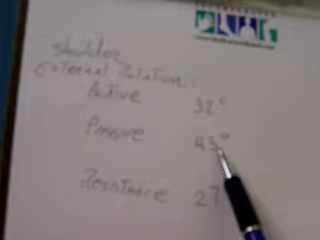 shoulder
External Rotation:
Active 32°
Passive 43°
Resistance 27